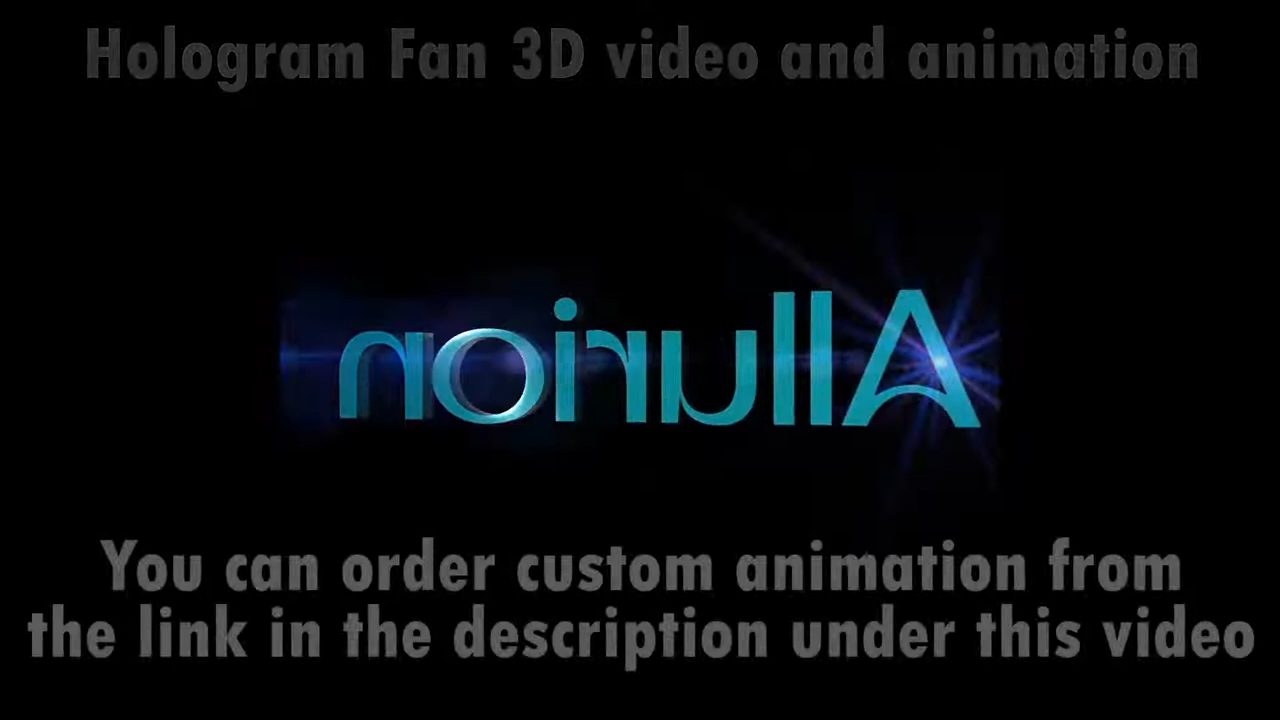 Hologram Fan 3D video and animation
Allurion
You can order custom animation from
the link in the description under this video